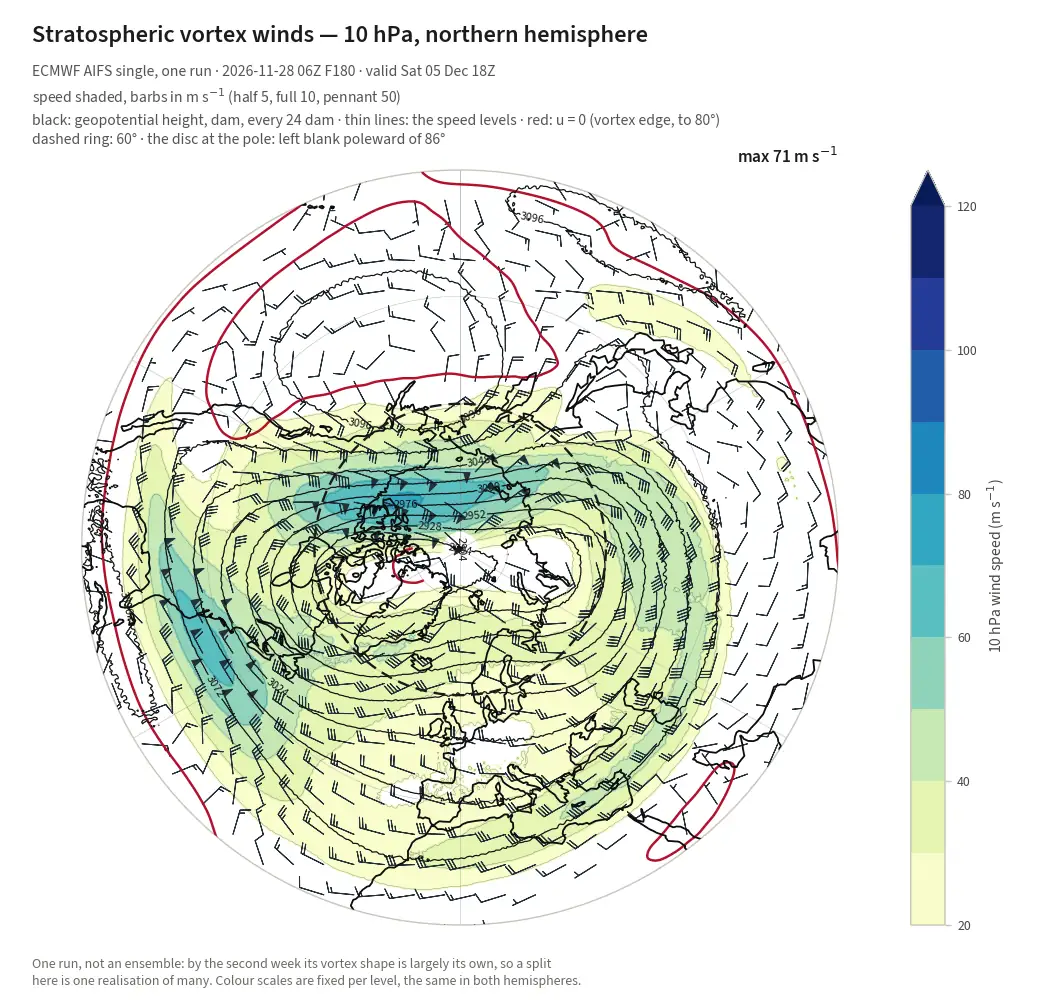 Stratospheric vortex winds — 10 hPa, northern hemisphere
ECMWF AIFS single, one run · 2026-11-28 06Z F180 · valid Sat 05 Dec 18Z
speed shaded, barbs in m s⁻¹ (half 5, full 10, pennant 50)
black: geopotential height, dam, every 24 dam · thin lines: the speed levels · red: u = 0 (vortex edge, to 80°)
dashed ring: 60° · the disc at the pole: left blank poleward of 86°
max 71 m s⁻¹
120
100
80
60
40
20
10 hPa wind speed (m s⁻¹)
3096
3096
3048
2976
2952
2928
3072
3024
One run, not an ensemble: by the second week its vortex shape is largely its own, so a split
here is one realisation of many. Colour scales are fixed per level, the same in both hemispheres.